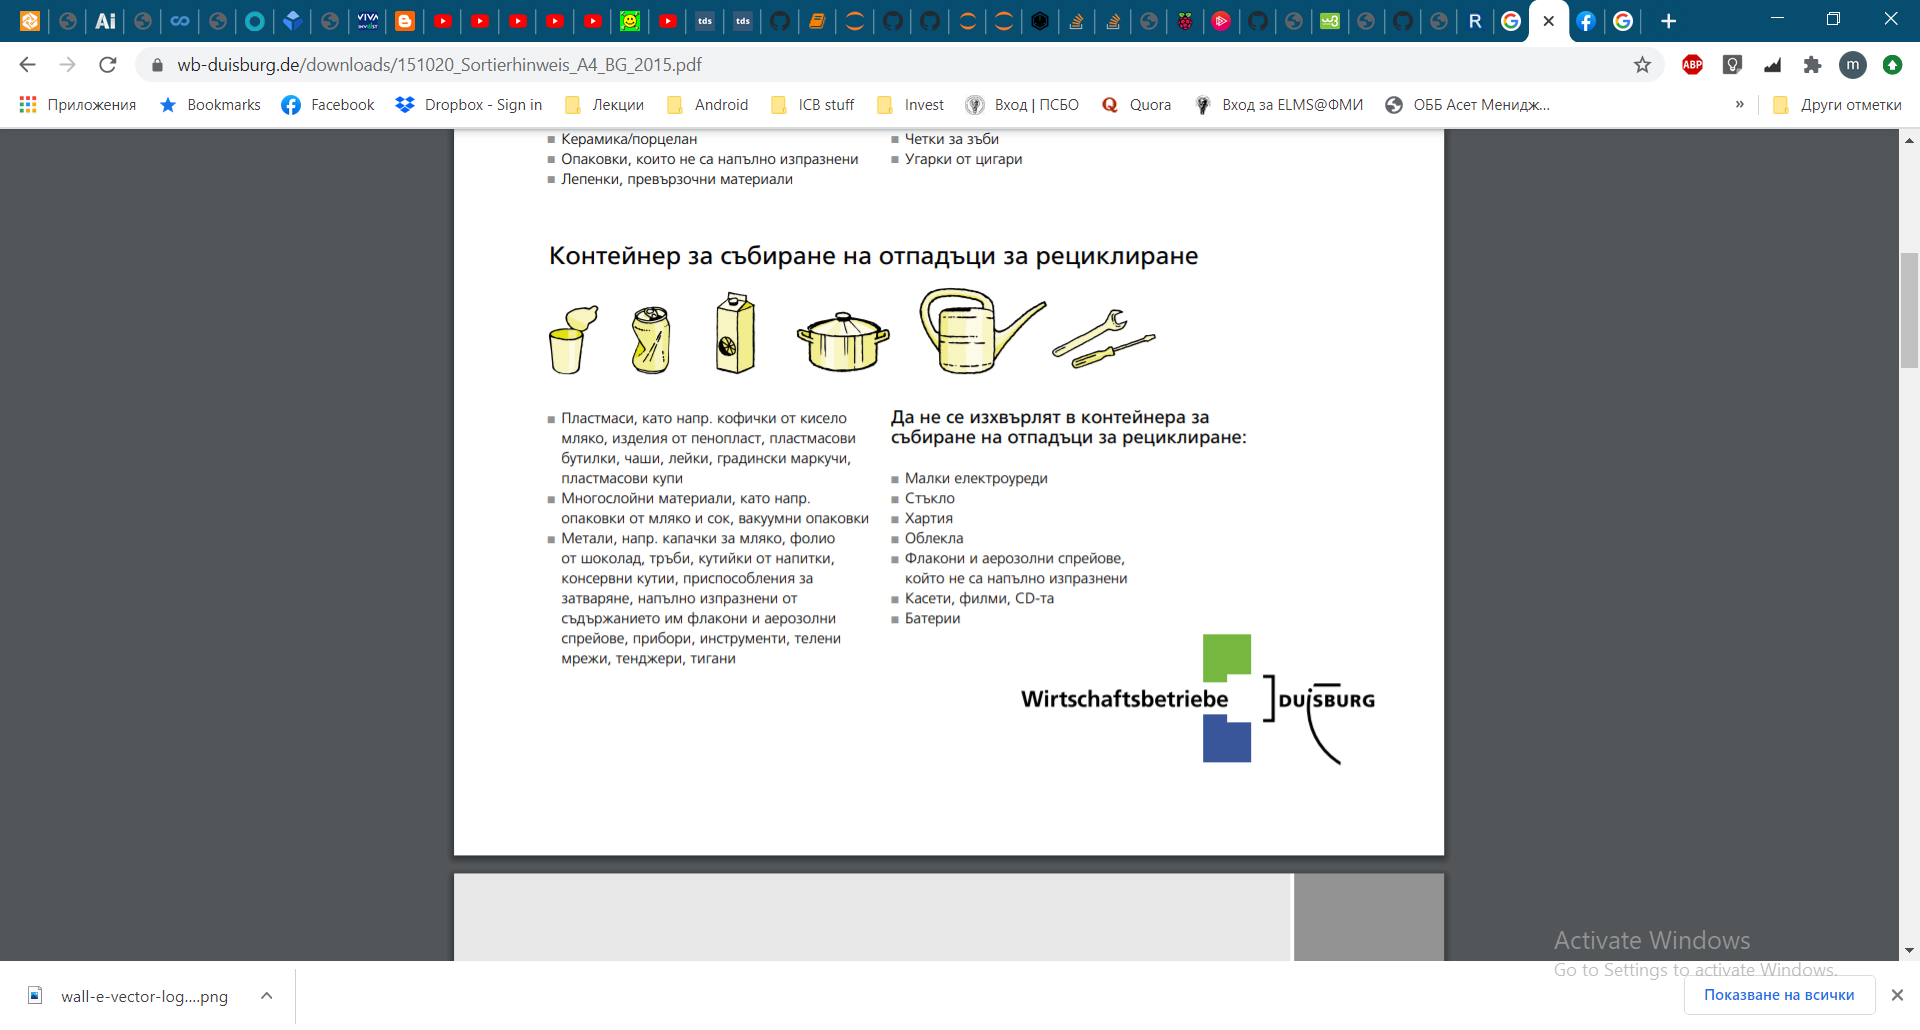 Ai
VIVA
INVEST
tds
tds
w3
R
wb-duisburg.de/downloads/151020_Sortierhinweis_A4_BG_2015.pdf
ABP
m
Приложения
Bookmarks
Facebook
Dropbox - Sign in
Лекции
Android
ICB stuff
Invest
Вход | ПСБО
Quora
Вход за ELMS@ФМИ
ОББ Асет Менидж...
»
Други отметки
Керамика/порцелан
Опаковки, които не са напълно изпразнени
Лепенки, превързочни материали
Четки за зъби
Угарки от цигари
Контейнер за събиране на отпадъци за рециклиране
Пластмаси, като напр. кофички от кисело
мляко, изделия от пенопласт, пластмасови
бутилки, чаши, лейки, градински маркучи,
пластмасови купи
Многослойни материали, като напр.
опаковки от мляко и сок, вакуумни опаковки
Метали, напр. капачки за мляко, фолио
от шоколад, тръби, кутийки от напитки,
консервни кутии, приспособления за
затваряне, напълно изпразнени от
съдържанието им флакони и аерозолни
спрейове, прибори, инструменти, телени
мрежи, тенджери, тигани
Да не се изхвърлят в контейнера за
събиране на отпадъци за рециклиране:
Малки електроуреди
Стъкло
Хартия
Облекла
Флакони и аерозолни спрейове,
който не са напълно изпразнени
Касети, филми, CD-та
Батерии
Wirtschaftsbetriebe DUISBURG
Activate Windows
Go to Settings to activate Windows.
wall-e-vector-log....png
Показване на всички